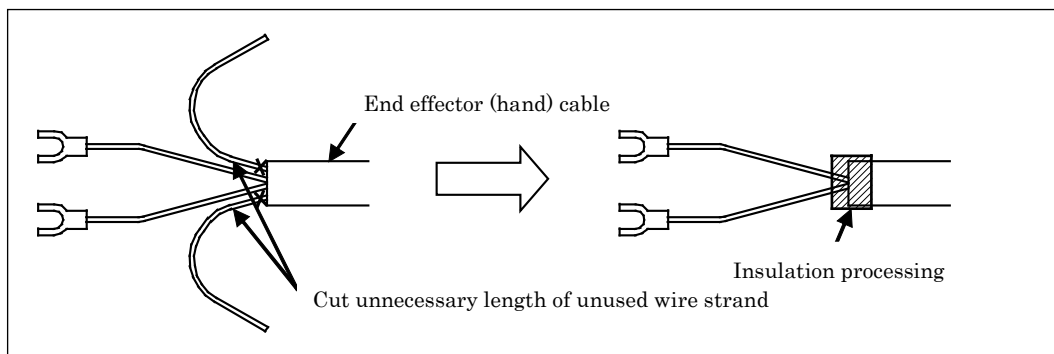 End effector (hand) cable
Insulation processing
Cut unnecessary length of unused wire strand